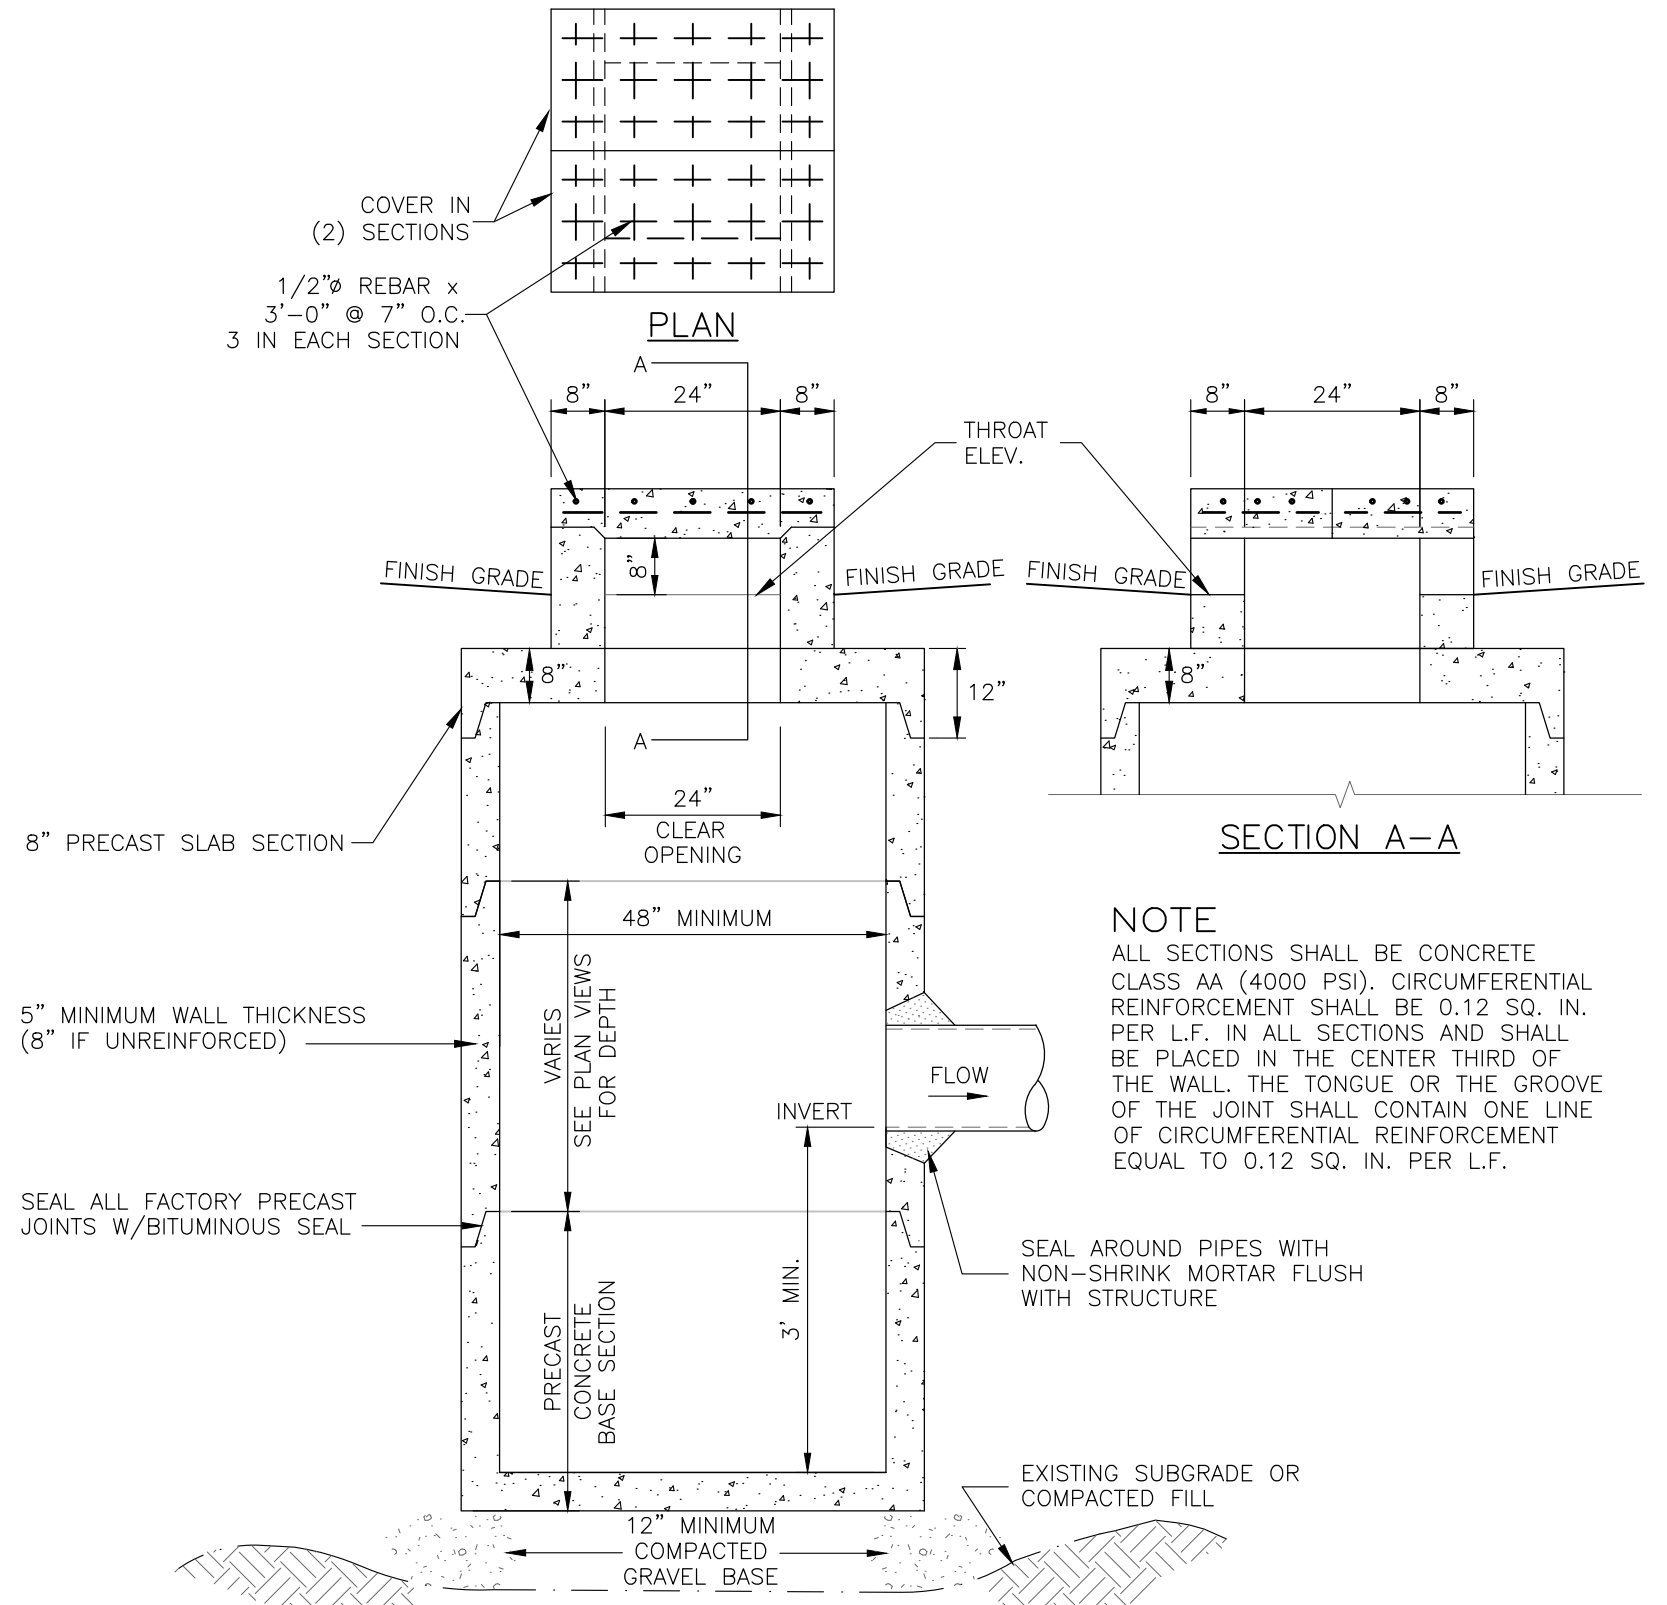 COVER IN
(2) SECTIONS
1/2"ø REBAR x
3'-0" @ 7" O.C.
3 IN EACH SECTION
PLAN
A
8"
24"
8"
THROAT
ELEV.
8"
24"
8"
FINISH GRADE
8"
FINISH GRADE
FINISH GRADE
FINISH GRADE
8"
12"
8"
A
24"
CLEAR
OPENING
8" PRECAST SLAB SECTION
SECTION A-A
48" MINIMUM
NOTE
ALL SECTIONS SHALL BE CONCRETE
CLASS AA (4000 PSI). CIRCUMFERENTIAL
REINFORCEMENT SHALL BE 0.12 SQ. IN.
PER L.F. IN ALL SECTIONS AND SHALL
BE PLACED IN THE CENTER THIRD OF
THE WALL. THE TONGUE OR THE GROOVE
OF THE JOINT SHALL CONTAIN ONE LINE
OF CIRCUMFERENTIAL REINFORCEMENT
EQUAL TO 0.12 SQ. IN. PER L.F.
5" MINIMUM WALL THICKNESS
(8" IF UNREINFORCED)
VARIES
SEE PLAN VIEWS
FOR DEPTH
FLOW
INVERT
SEAL ALL FACTORY PRECAST
JOINTS W/BITUMINOUS SEAL
SEAL AROUND PIPES WITH
NON-SHRINK MORTAR FLUSH
WITH STRUCTURE
3' MIN.
PRECAST
CONCRETE
BASE SECTION
EXISTING SUBGRADE OR
COMPACTED FILL
12" MINIMUM
COMPACTED
GRAVEL BASE